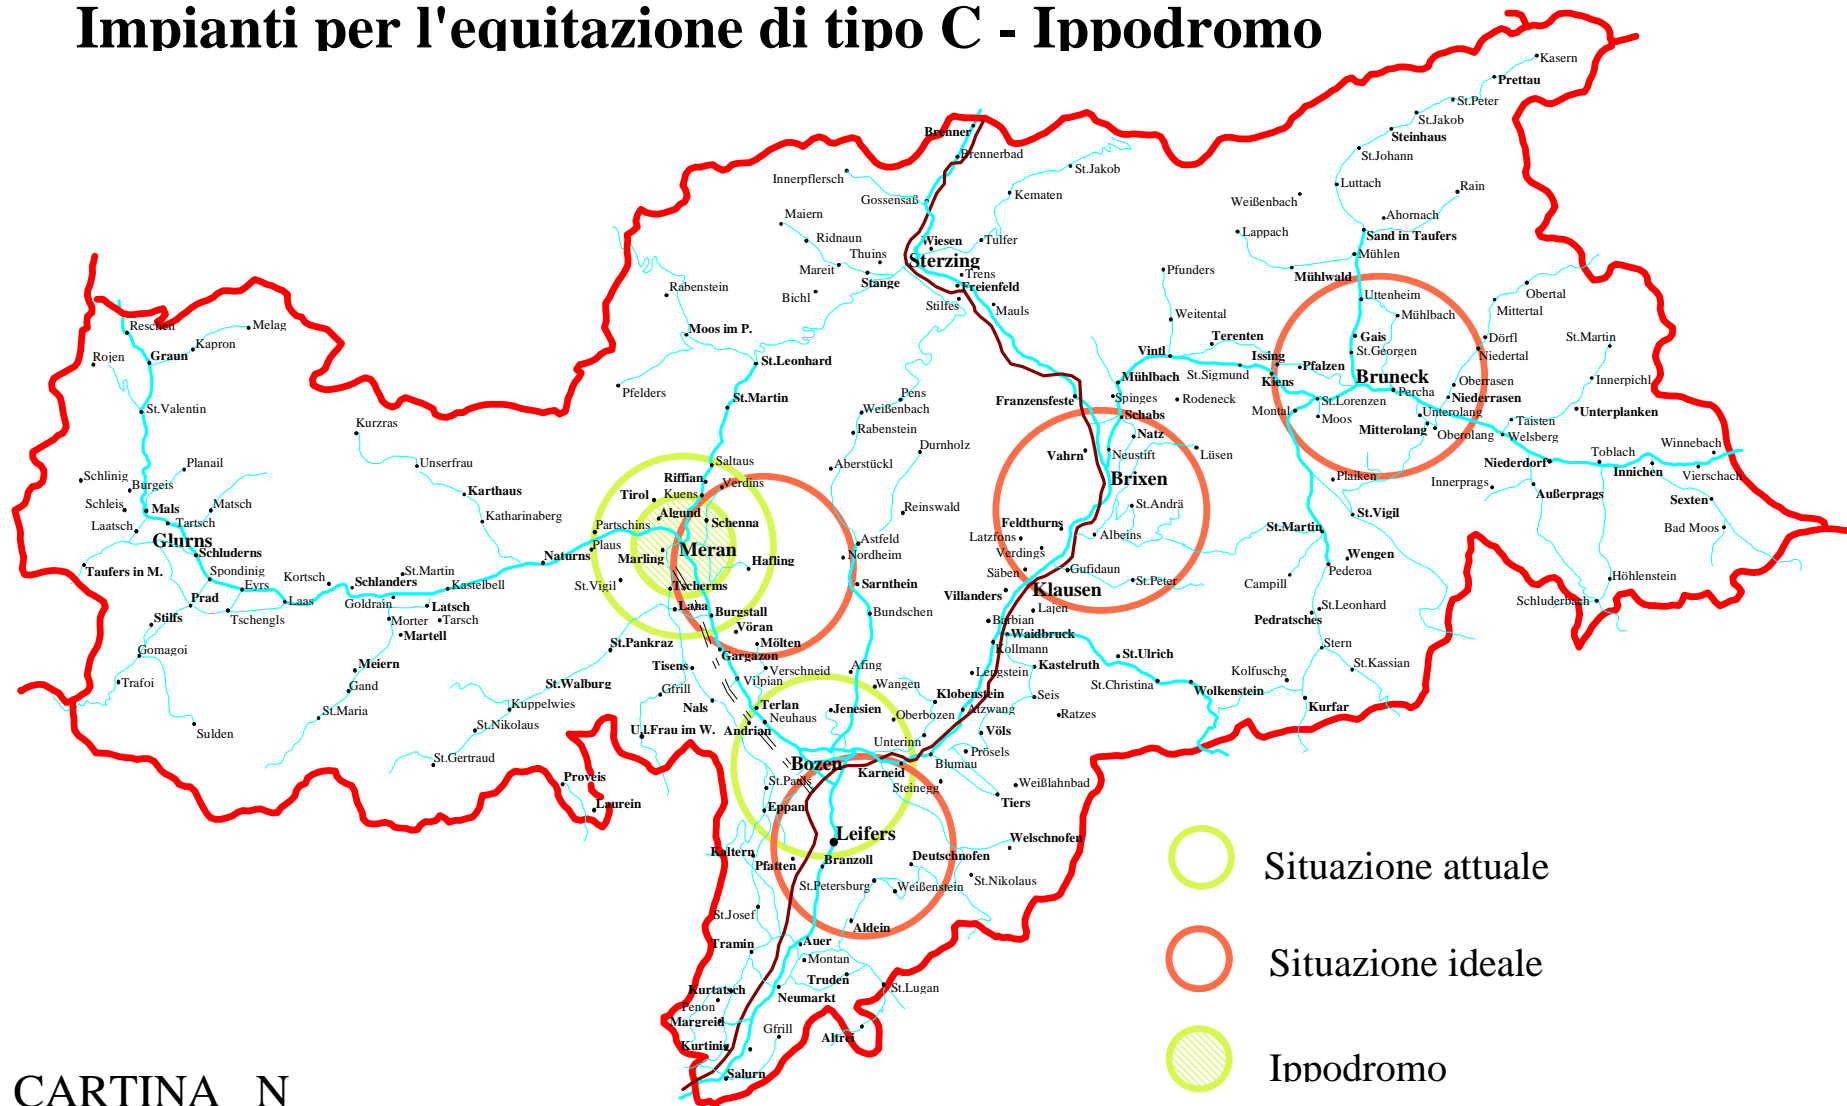 Impianti per l'equitazione di tipo C - Ippodromo
Kasern
Prettau
St.Peter
St.Jakob
Steinhaus
St.Johann
Brenner
Brennerbad
St.Jakob
Innerpflersch
Gossensaß
Kematen
Luttach
Rain
Weißenbach
Ahornach
Maiern
Ridnaun
Thuins
Wiesen
Tulfer
Lappach
Sand in Taufers
Mareit
Sterzing
Mühlen
Stange
Trens
Pfunders
Mühlwald
Rabenstein
Bichl
Freienfeld
Stilfes
Mauls
Uttenheim
Obertal
Mittertal
Mühlbach
Weitental
Reschen
Melag
Moos im P.
Terenten
Gais
Dörfl
St.Martin
Rojen
Graun
Kapron
St.Leonhard
Vintl
Issing
St.Georgen
Niedertal
St.Sigmund
Pfalzen
Kiens
Bruneck
Mühlbach
Oberrasen
Innerpichl
Pfelders
Pens
St.Martin
Franzensfeste
Spinges
Rodeneck
Percha
Niederrasen
St.Valentin
Weißenbach
Schabs
Montal
St.Lorenzen
Moos
Unterolang
Unterplanken
Kurzras
Rabenstein
Natz
Mitterolang
Oberolang
Taisten
Welsberg
Durnholz
Vahrn
Neustift
Lüsen
Winnebach
Planail
Unserfrau
Saltaus
Aberstückl
Niederdorf
Toblach
Innichen
Vierschach
Schlinig
Burgeis
Riffian
Verdins
Brixen
Plaiken
Innerprags
Außerprags
Karthaus
Tirol
Kuens
Sexten
Schleis
Mals
Matsch
Reinswald
St.Andrä
St.Vigil
Laatsch
Tartsch
Katharinaberg
Partschins
Algund
Schenna
Feldthurns
St.Martin
Bad Moos
Glurns
Latzfons
Albeins
Plaus
Meran
Astfeld
Verdings
Schluderns
Naturns
Marling
Hafling
Nordheim
Wengen
Taufers in M.
Spondinig
Kortsch
St.Martin
Säben
Gufidaun
Pederoa
Eyrs
Schlanders
Kastelbell
St.Vigil
Tscherms
Sarnthein
St.Peter
Campill
Höhlenstein
Prad
Laas
Goldrain
Latsch
Lana
Villanders
Klausen
Schluderbach
Stilfs
Tschengls
Morter
Tarsch
Burgstall
Bundschen
Lajen
St.Leonhard
Martell
Vöran
Barbian
Waidbruck
Pedratsches
Gomagoi
St.Pankraz
Mölten
Kollmann
Stern
Meiern
Gargazon
St.Ulrich
Tisens
Verschneid
Afing
Lengstein
Kastelruth
St.Kassian
Trafoi
Gand
St.Walburg
Gfrill
Vilpian
Wangen
St.Christina
Kolfuschg
Wolkenstein
Klobenstein
Seis
St.Maria
Kuppelwies
Nals
Terlan
Jenesien
Atzwang
Ratzes
Kurfar
Sulden
St.Nikolaus
U.l.Frau im W.
Andrian
Neuhaus
Oberbozen
Völs
Unterinn
Prösels
St.Gertraud
Bozen
Karneid
Blumau
Proveis
St.Pauls
Steinegg
Weißlahnbad
Laurein
Eppan
Tiers
Leifers
Welschnofen
Kaltern
Pfatten
Branzoll
Deutschnofen
St.Petersburg
Weißenstein
St.Nikolaus
St.Josef
Aldein
Tramin
Auer
Montan
Truden
St.Lugan
Kurtatsch
Neumarkt
Penon
Margreid
Gfrill
Altrei
Kurtinig
Salurn
Situazione attuale
Situazione ideale
Ippodromo
CARTINA N